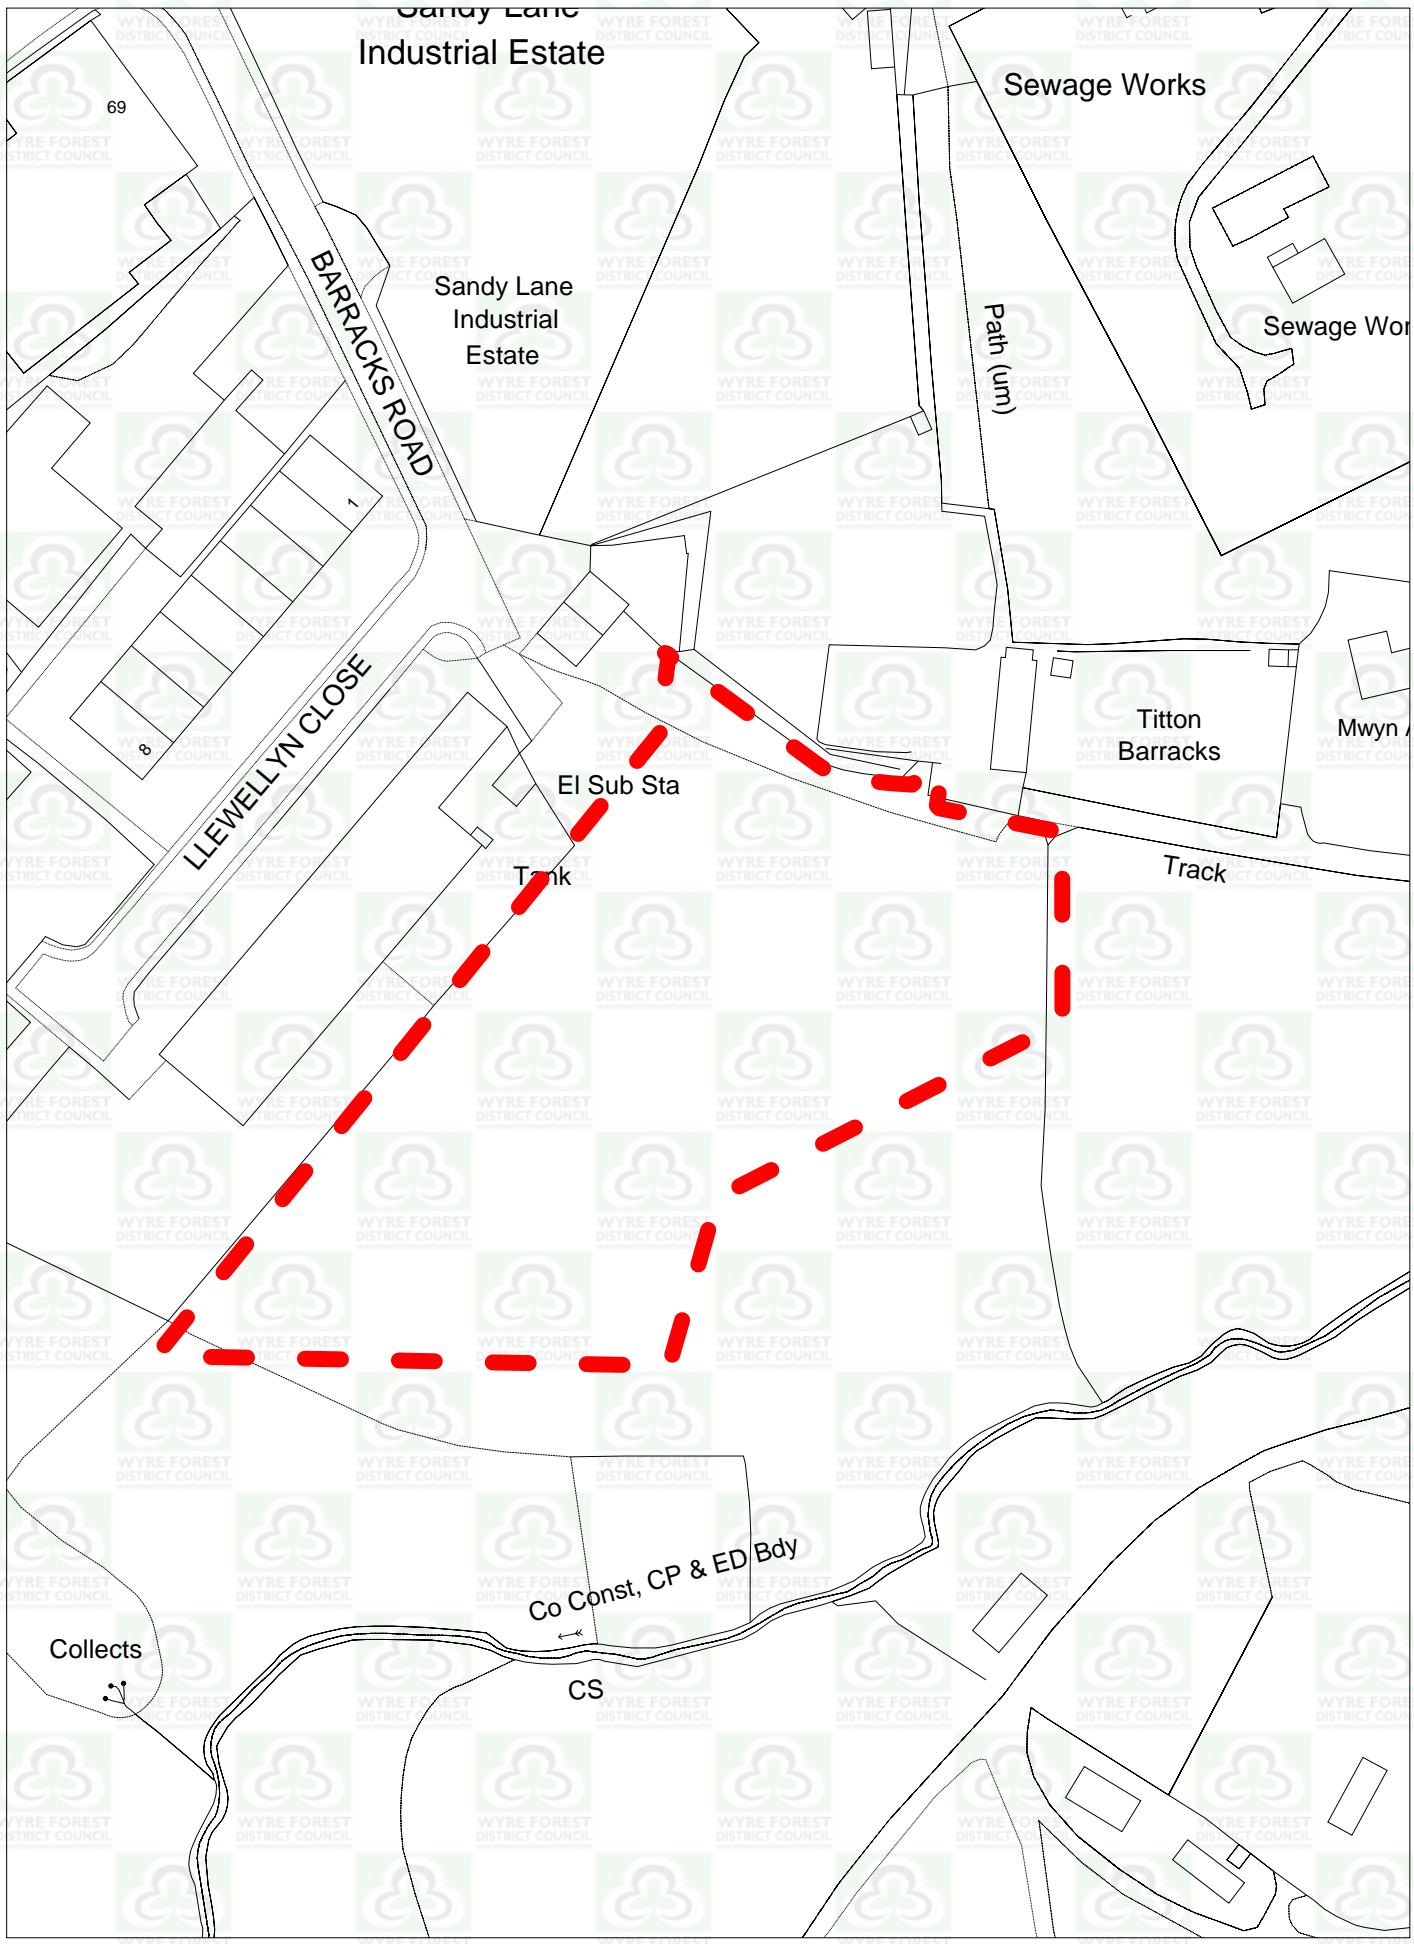 Sandy Lane
Industrial Estate
Sewage Works
69
BARRACKS ROAD
Sandy Lane
Industrial
Estate
Path (um)
Sewage Wor
1
8
LLEWELLYN CLOSE
El Sub Sta
Tank
Titton
Barracks
Mwyn
Track
Co Const, CP & ED Bdy
Collects
CS
WYRE FOREST
DISTRICT COUNCIL